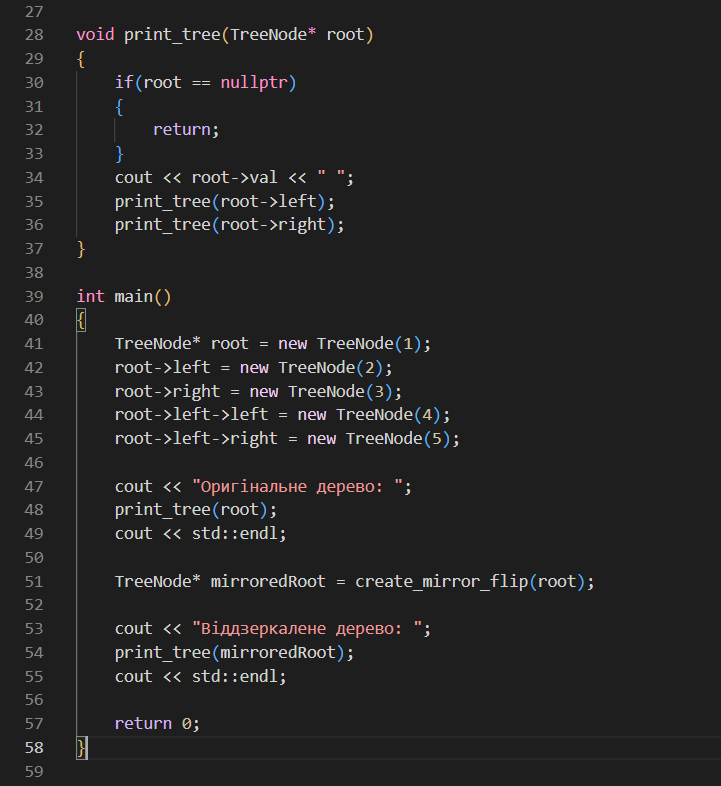 27
28 void print_tree(TreeNode* root)
29 {
30 if(root == nullptr)
31 {
32 return;
33 }
34 cout << root->val << " ";
35 print_tree(root->left);
36 print_tree(root->right);
37 }
38
39 int main()
40 {
41 TreeNode* root = new TreeNode(1);
42 root->left = new TreeNode(2);
43 root->right = new TreeNode(3);
44 root->left->left = new TreeNode(4);
45 root->left->right = new TreeNode(5);
46
47 cout << "Оригінальне дерево: ";
48 print_tree(root);
49 cout << std::endl;
50
51 TreeNode* mirroredRoot = create_mirror_flip(root);
52
53 cout << "Віддзеркалене дерево: ";
54 print_tree(mirroredRoot);
55 cout << std::endl;
56
57 return 0;
58 }
59